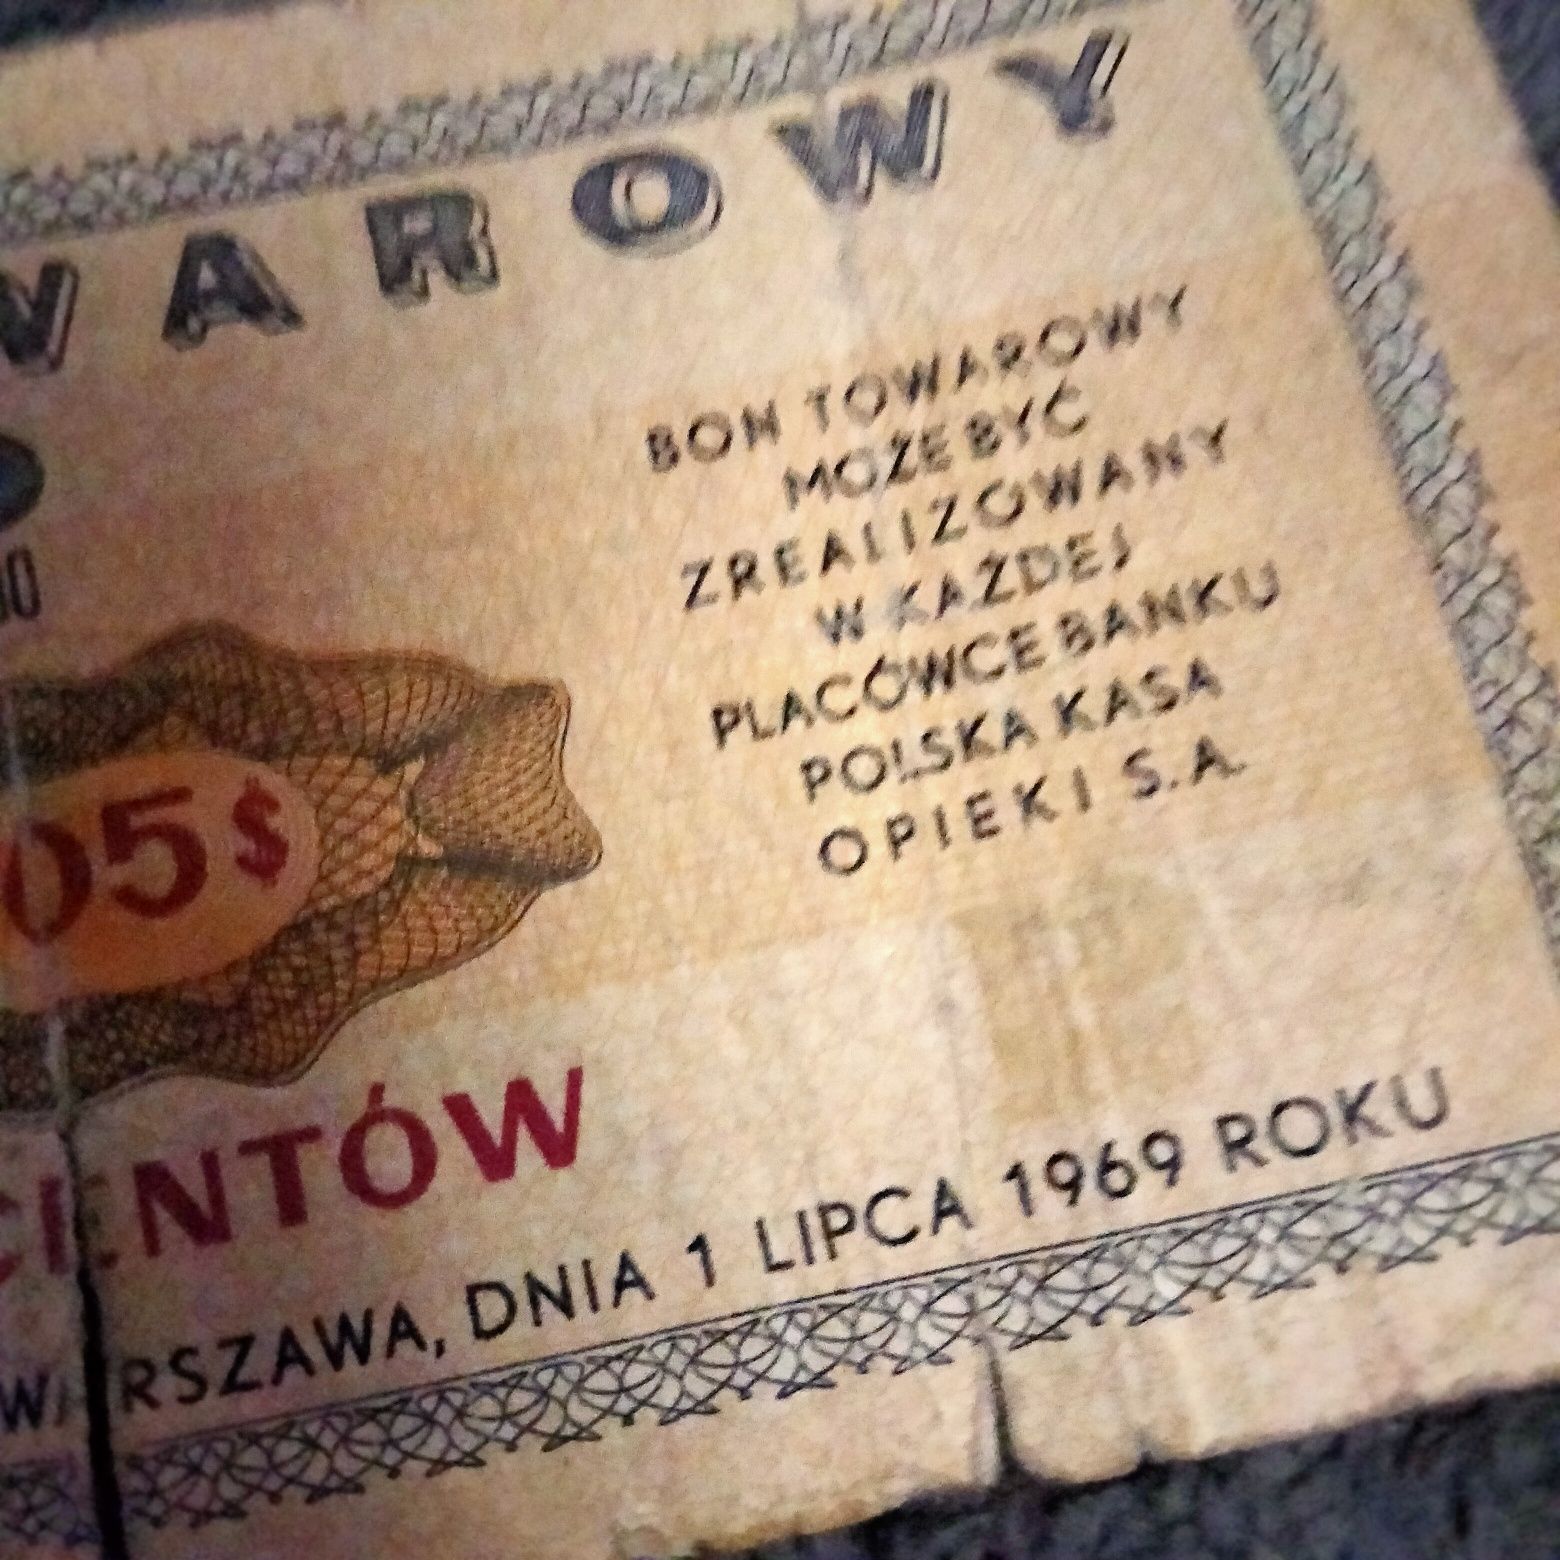 WAROWY
BON TOWAROWY
MOŻE BYĆ
ZREALIZOWANY
W KAŻDEJ
PLACÓWCE BANKU
POLSKA KASA
OPIEKI S.A.
05$
CENTÓW
WARSZAWA, DNIA 1 LIPCA 1969 ROKU